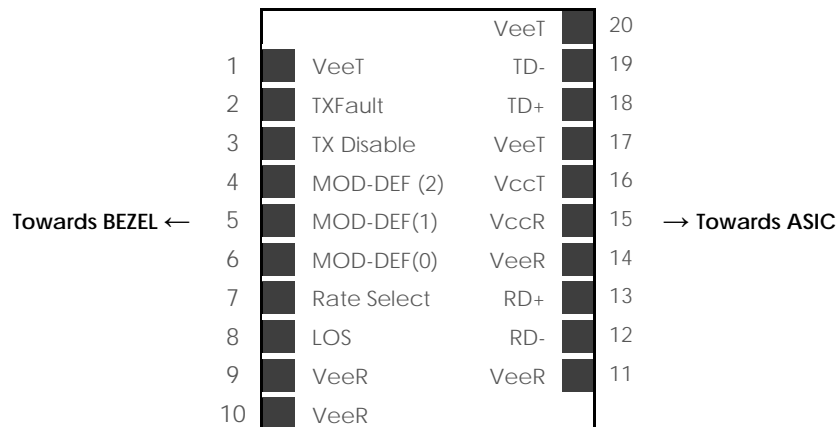 VeeT 20
1 VeeT TD- 19
2 TXFault TD+ 18
3 TX Disable VeeT 17
4 MOD-DEF (2) VccT 16
Towards BEZEL ← 5 MOD-DEF(1) VccR 15 → Towards ASIC
6 MOD-DEF(0) VeeR 14
7 Rate Select RD+ 13
8 LOS RD- 12
9 VeeR VeeR 11
10 VeeR